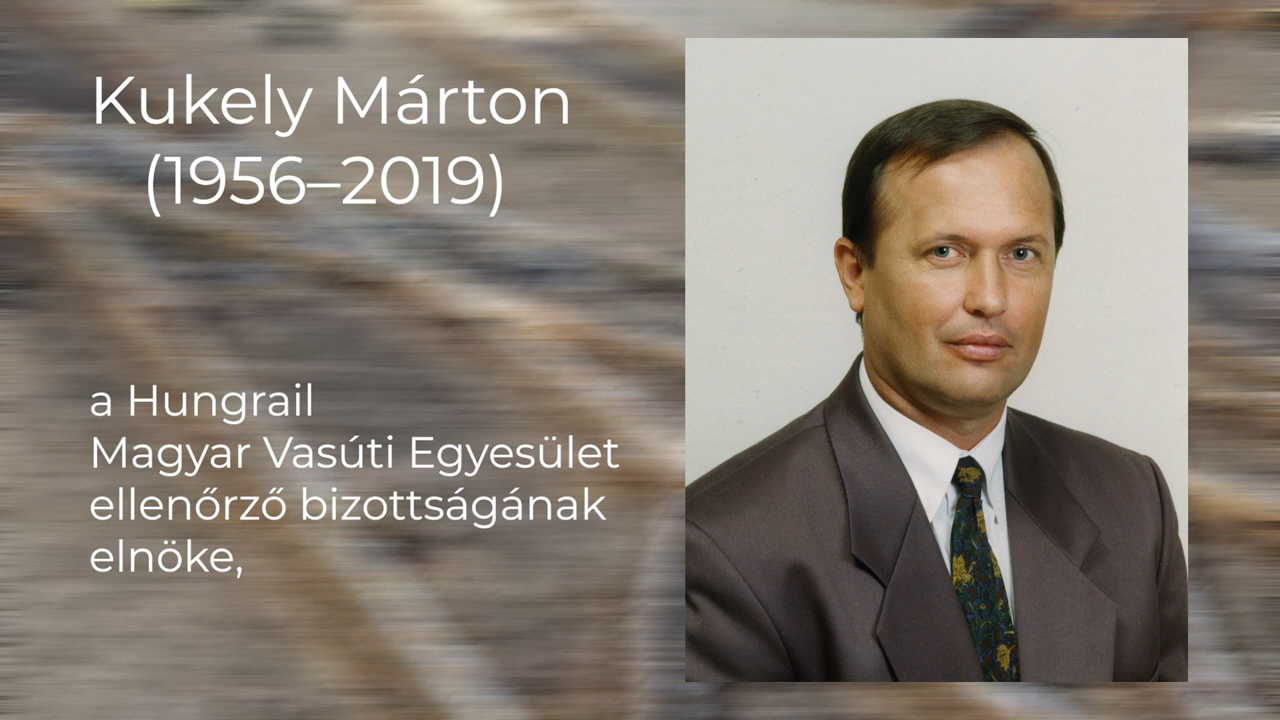 Kukely Márton
(1956–2019)
a Hungrail
Magyar Vasúti Egyesület
ellenőrző bizottságának
elnöke,